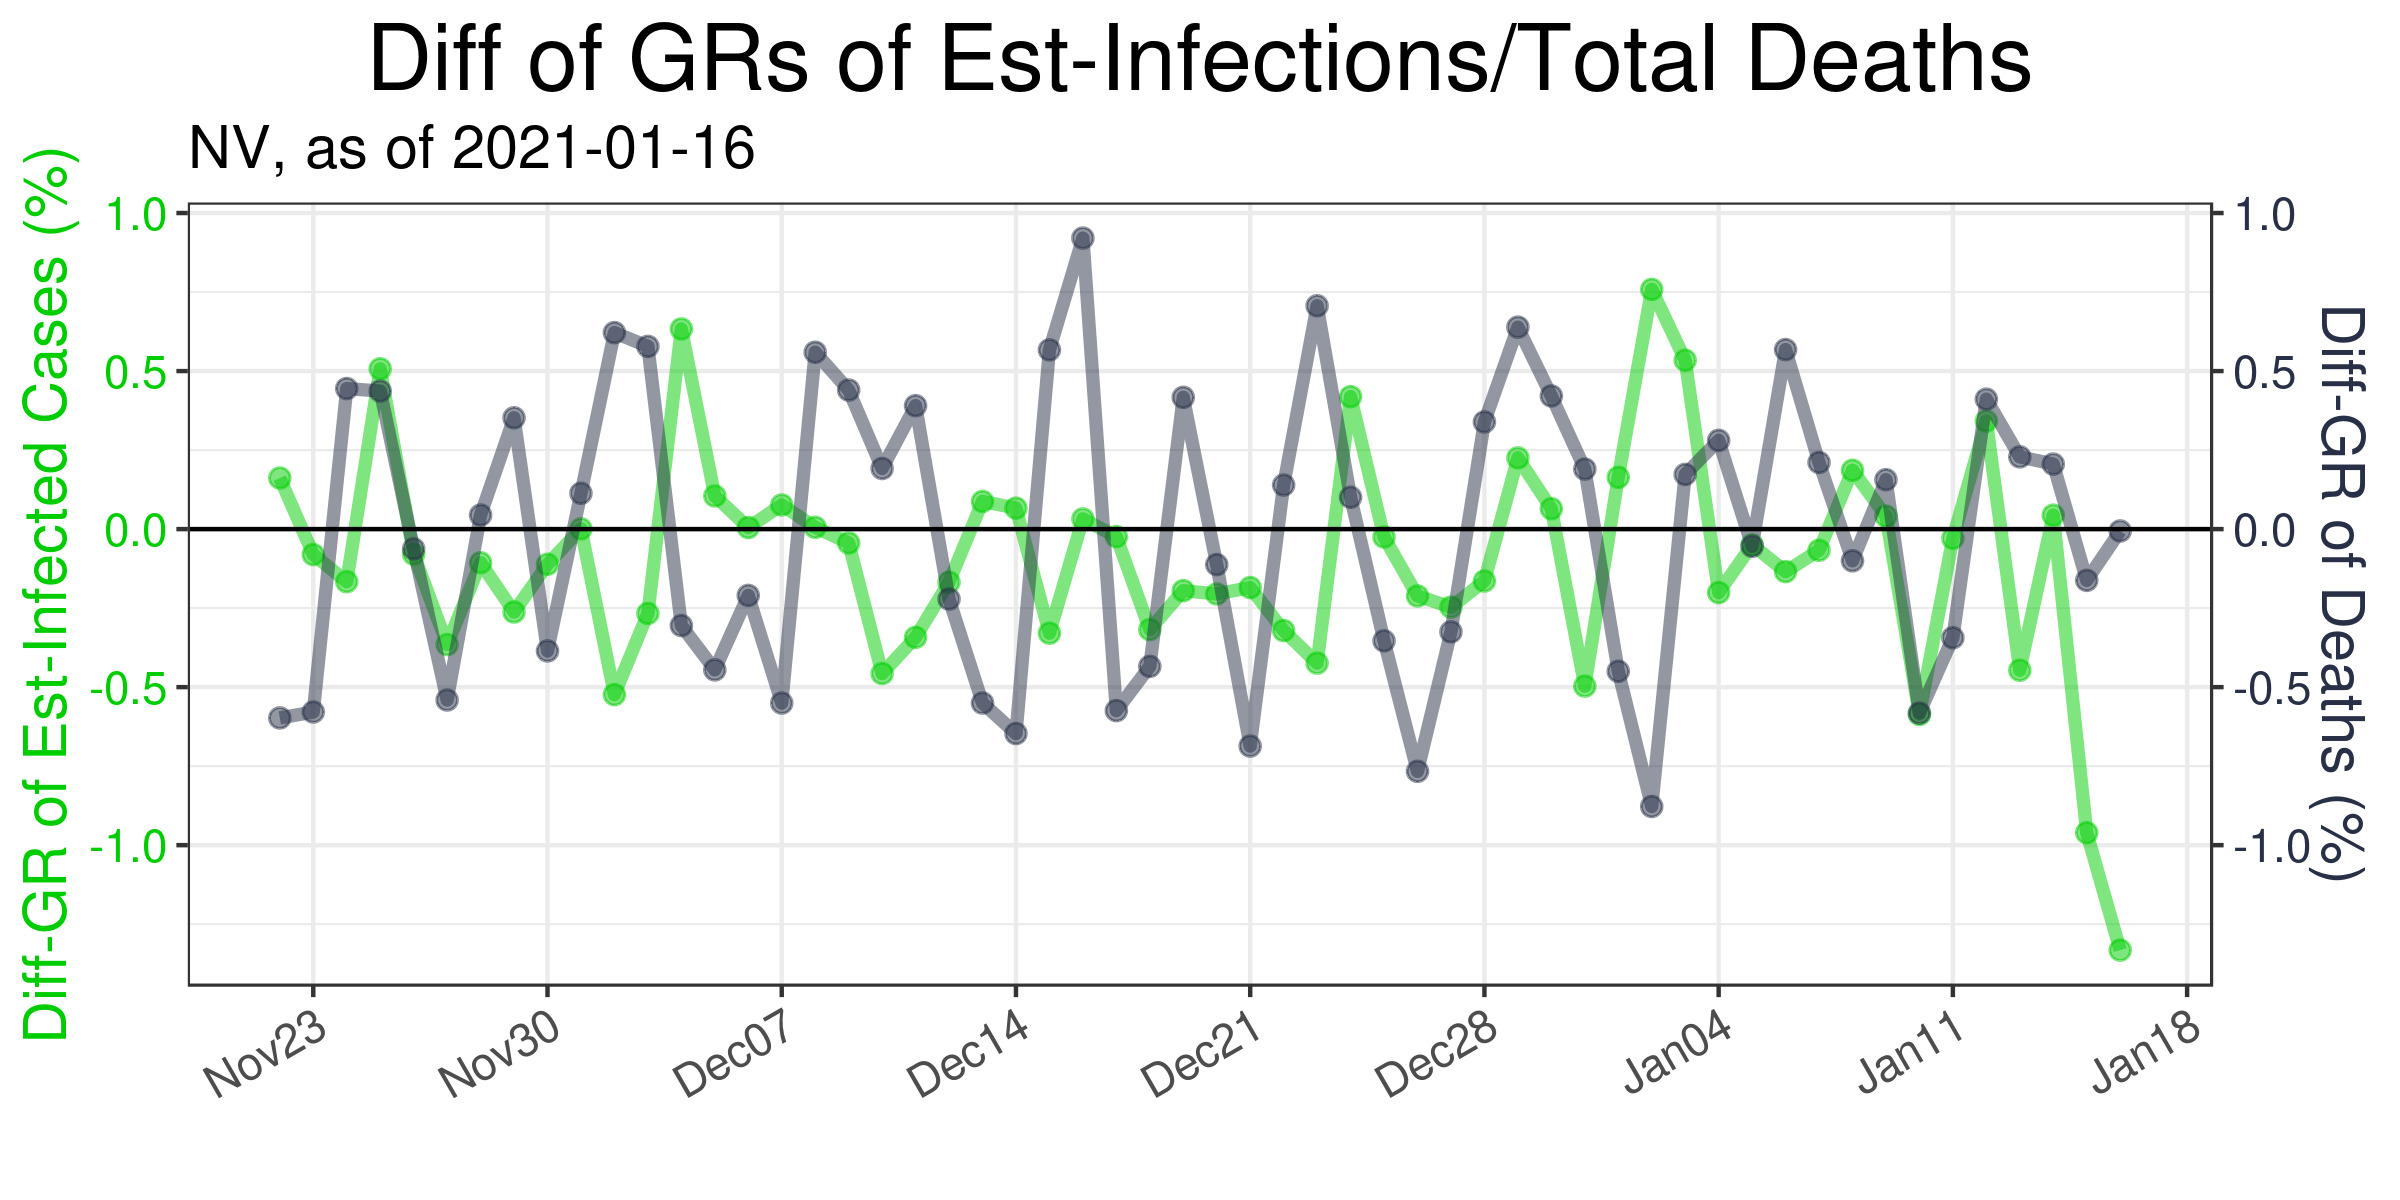 Diff of GRs of Est-Infections/Total Deaths
NV, as of 2021-01-16
Diff-GR of Est-Infected Cases (%)
1.0
0.5
0.0
-0.5
-1.0
1.0
0.5
0.0
-0.5
-1.0
Diff-GR of Deaths (%)
Nov23
Nov30
Dec07
Dec14
Dec21
Dec28
Jan04
Jan11
Jan18